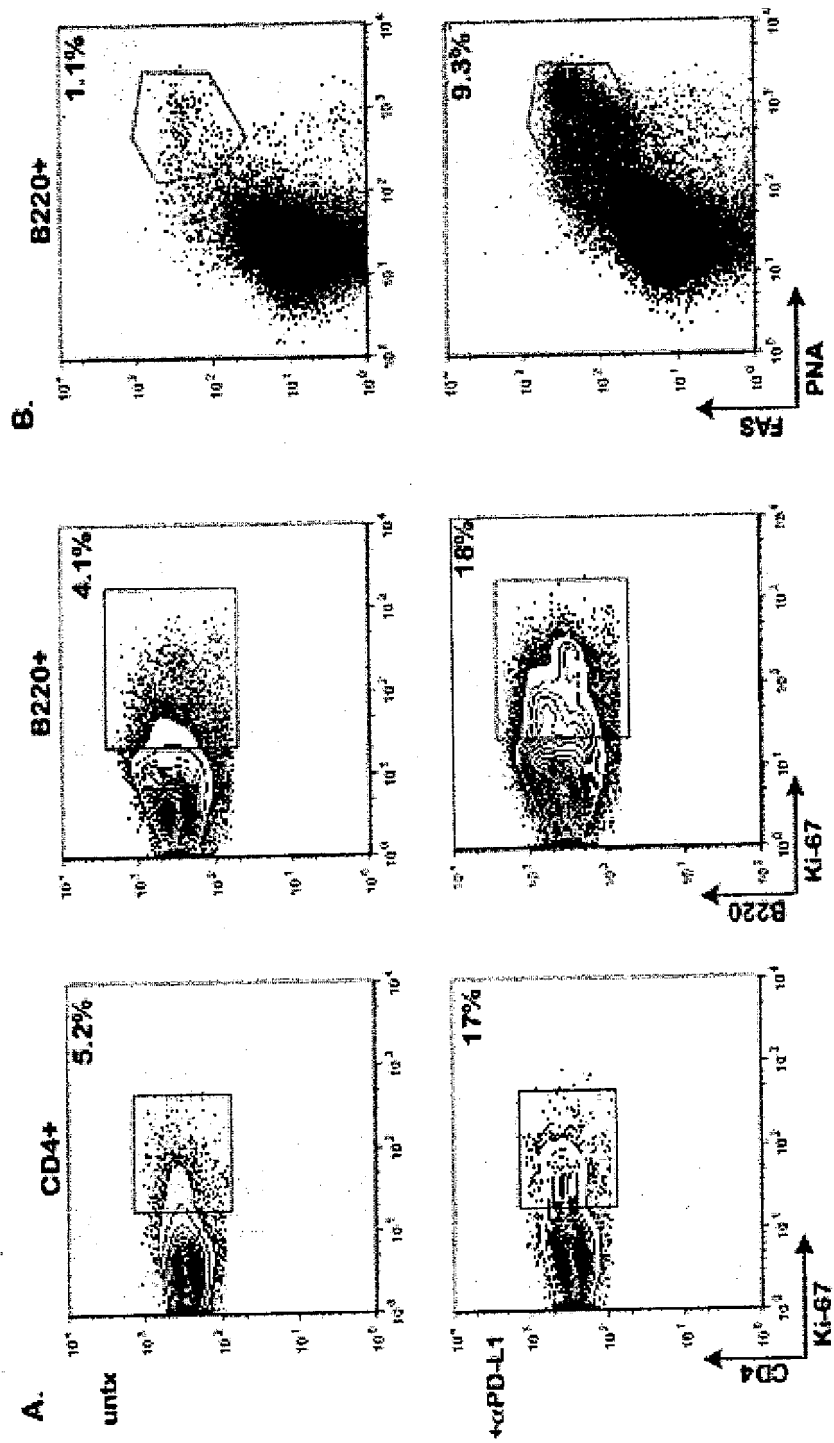 A.
CD4+
B220+
B.
B220+
untx
5.2%
4.1%
1.1%
+αPD-L1
17%
18%
9.3%
CD4
Ki-67
B220
Ki-67
FAS
PNA